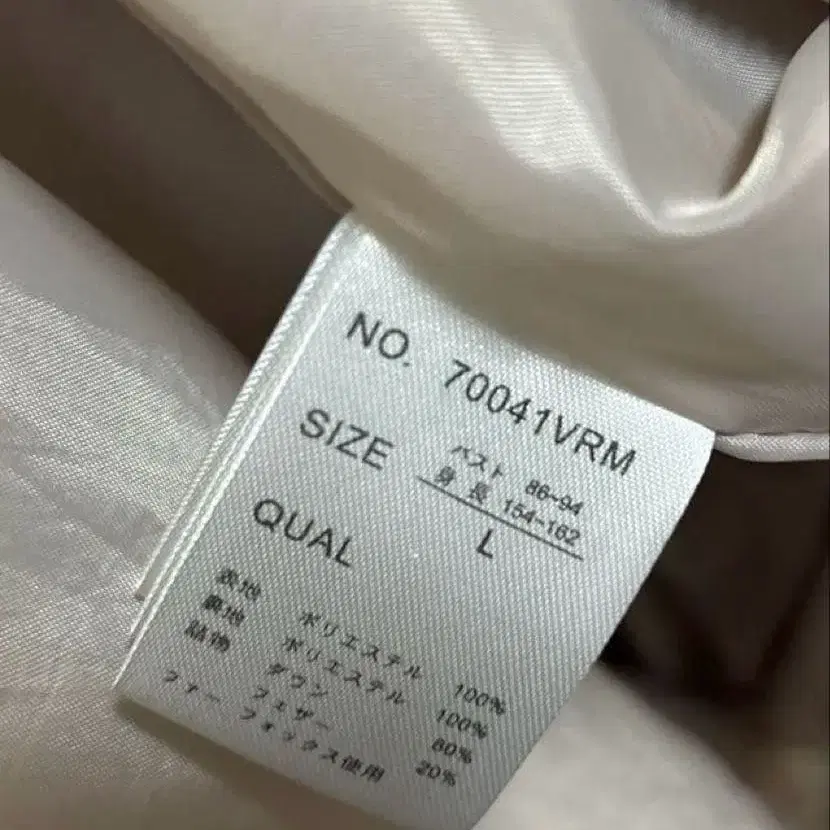 NO. 70041VRM
SIZE バスト 86-94
身長 154-162
L
QUAL
表地 ポリエステル 100%
裏地 ポリエステル 100%
詰物 ダウン 80%
フェザー 20%
ファー フォックス使用